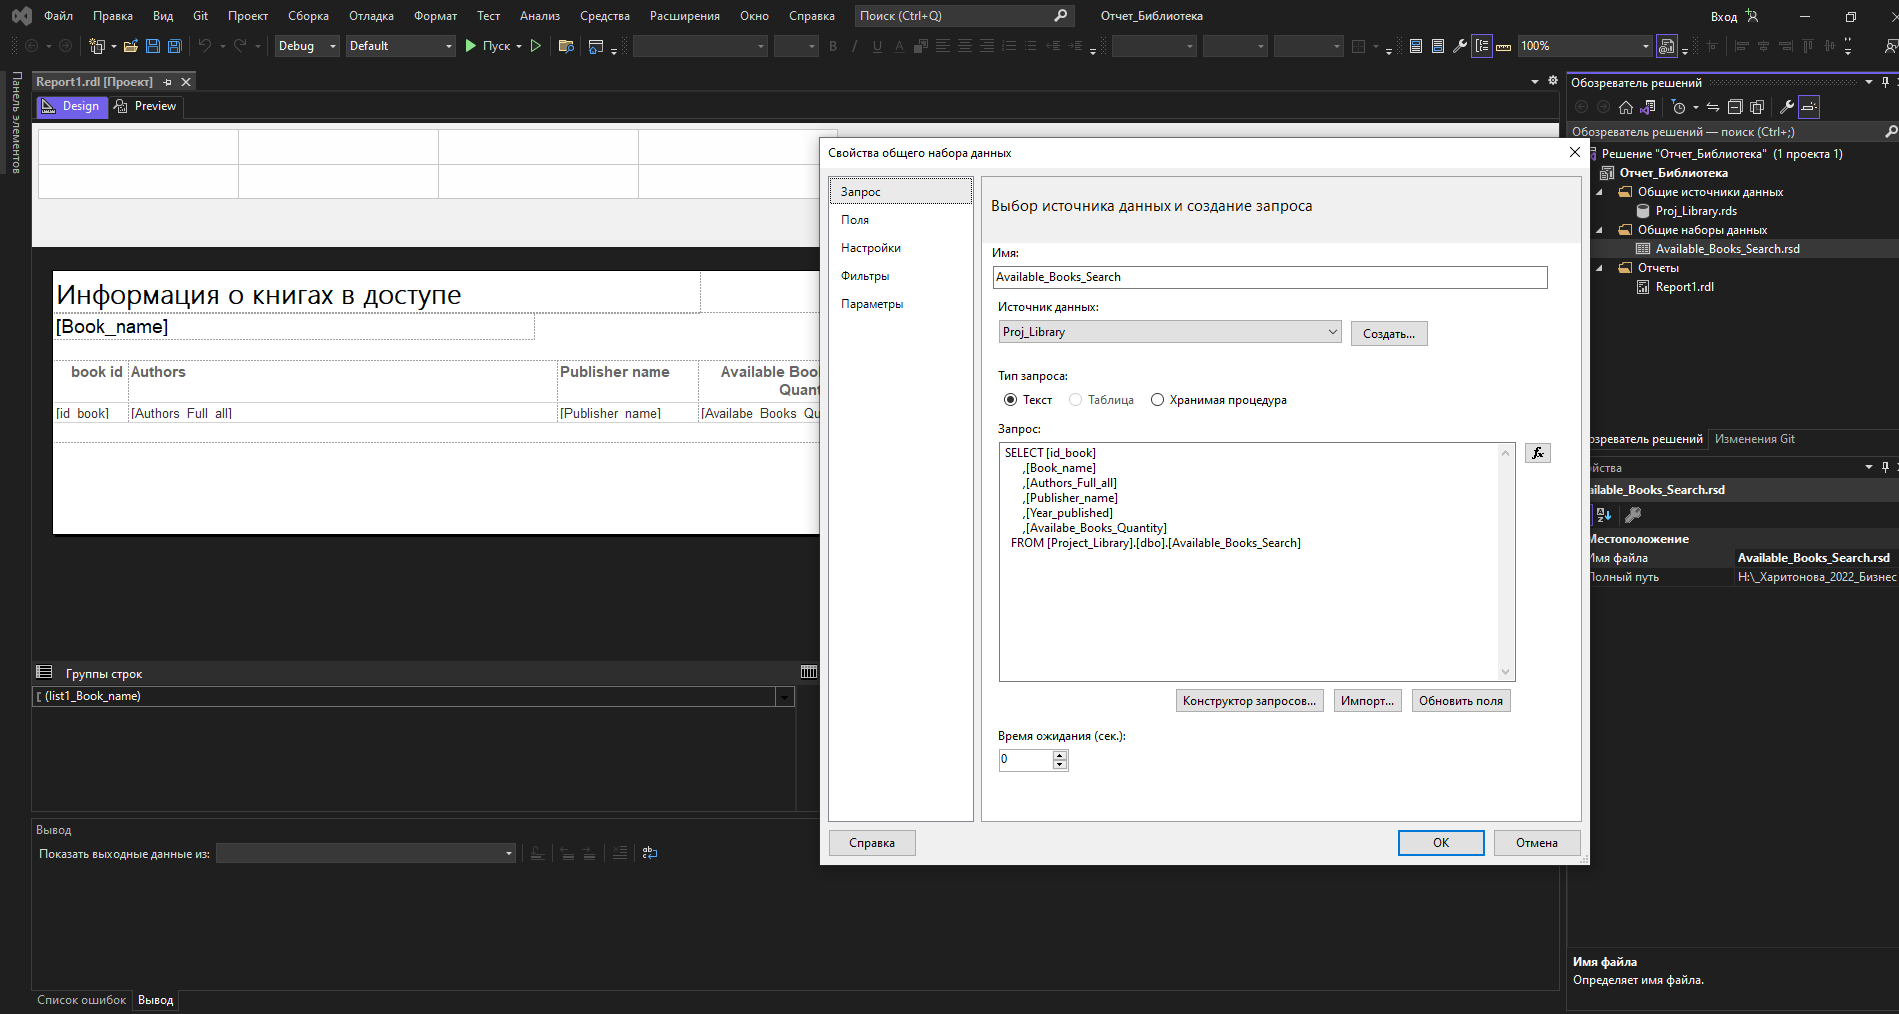 Файл Правка Вид Git Проект Сборка Отладка Формат Тест Анализ Средства Расширения Окно Справка Поиск (Ctrl+Q) Отчет_Библиотека Вход
Debug Default Пуск 100%
Панель элементов
Report1.rdl [Проект]
Design Preview
Информация о книгах в доступе
[Book_name]
book id Authors Publisher name Available Boo
Quant
[id_book] [Authors_Full_all] [Publisher_name] [Availabe_Books_Qu
Группы строк
(list1_Book_name)
Вывод
Показать выходные данные из:
Список ошибок Вывод
Свойства общего набора данных
Запрос
Поля
Настройки
Фильтры
Параметры
Выбор источника данных и создание запроса
Имя:
Available_Books_Search
Источник данных:
Proj_Library Создать...
Тип запроса:
Текст Таблица Хранимая процедура
Запрос:
SELECT [id_book]
,[Book_name]
,[Authors_Full_all]
,[Publisher_name]
,[Year_published]
,[Availabe_Books_Quantity]
FROM [Project_Library].[dbo].[Available_Books_Search]
fx
Конструктор запросов... Импорт... Обновить поля
Время ожидания (сек.):
0
Справка OK Отмена
Обозреватель решений
Обозреватель решений — поиск (Ctrl+;)
Решение "Отчет_Библиотека" (1 проекта 1)
Отчет_Библиотека
Общие источники данных
Proj_Library.rds
Общие наборы данных
Available_Books_Search.rsd
Отчеты
Report1.rdl
озреватель решений Изменения Git
йства
ailable_Books_Search.rsd
Местоположение
Имя файла Available_Books_Search.rsd
Полный путь H:\_Харитонова_2022_Бизнес
Имя файла
Определяет имя файла.